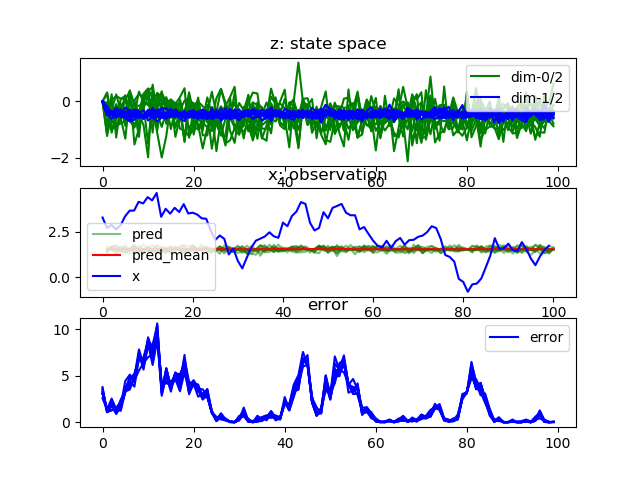 z: state space
dim-0/2
dim-1/2
0
−2
0 20 40 60 80 100
x: observation
2.5
0.0
pred
pred_mean
x
0 20 40 60 80 100
error
10
5
0
error
0 20 40 60 80 100